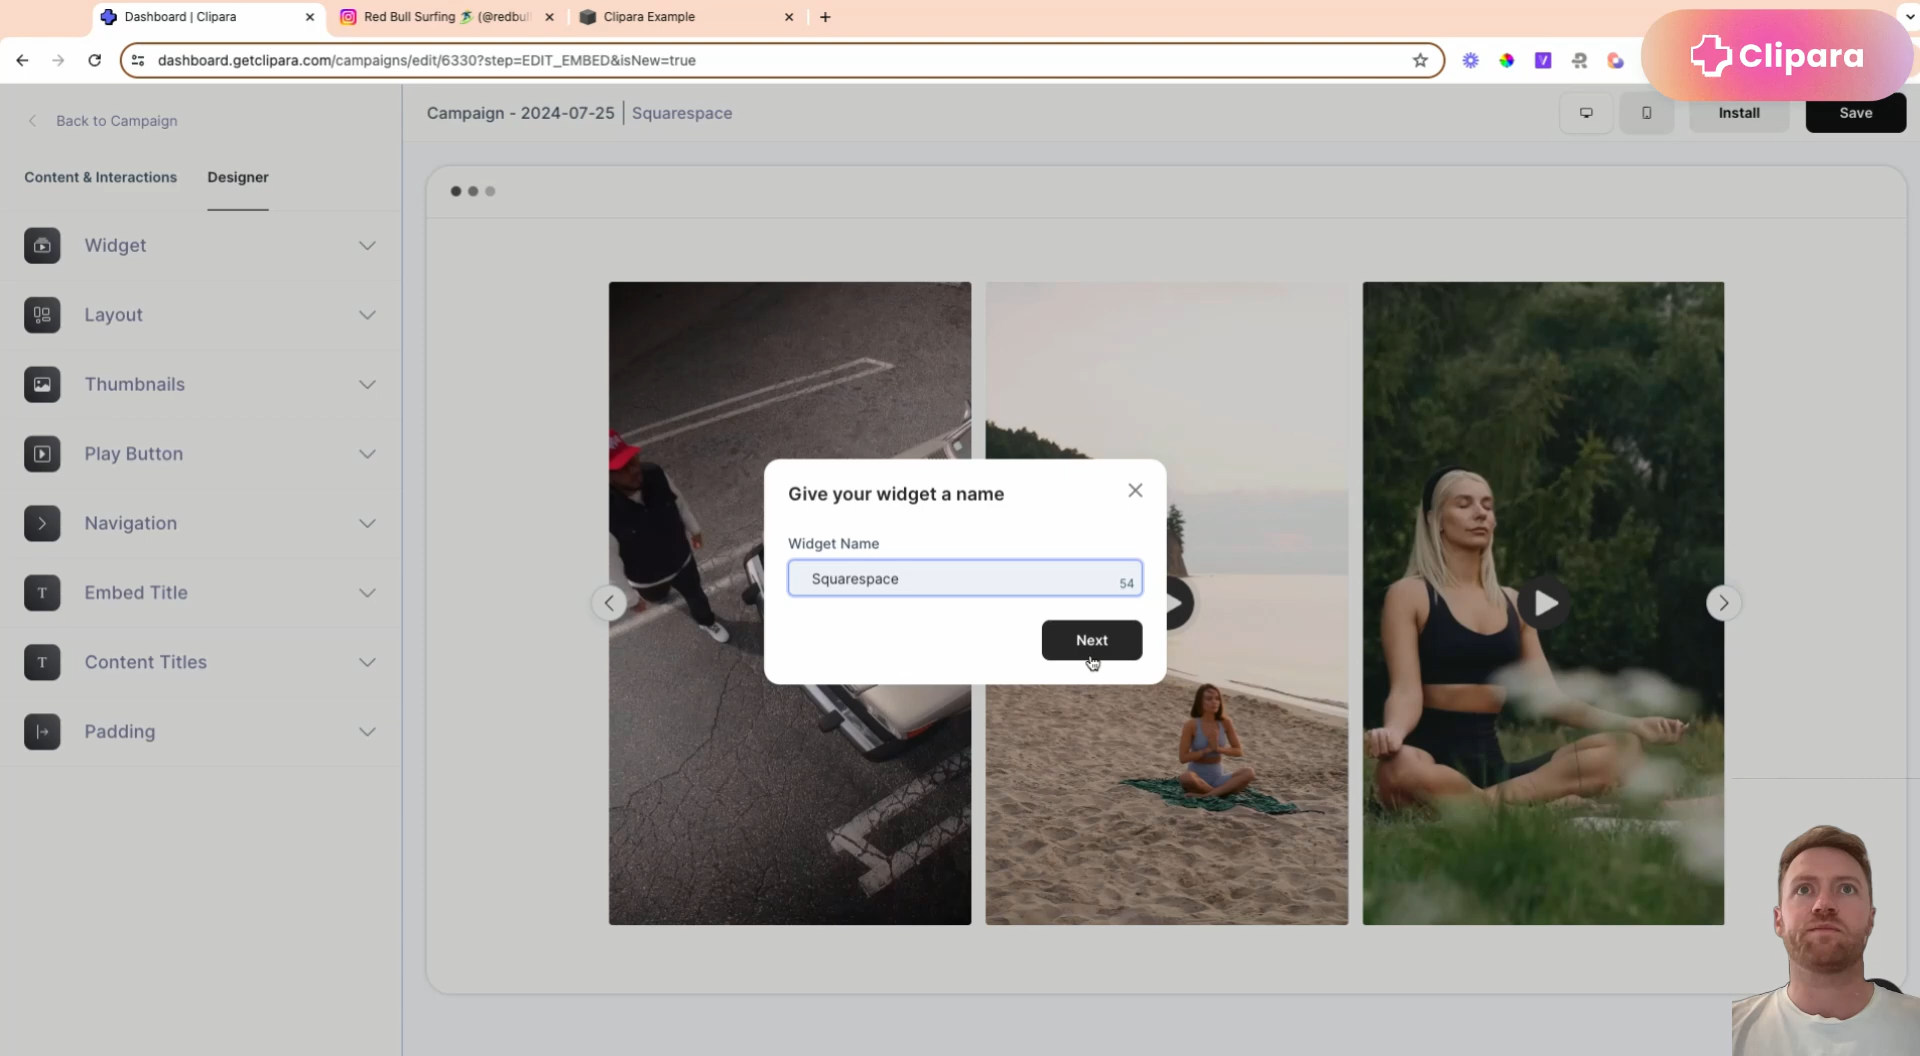 Dashboard | Clipara
Red Bull Surfing 🏄 (@redbul
Clipara Example
dashboard.getclipara.com/campaigns/edit/6330?step=EDIT_EMBED&isNew=true
Clipara
Back to Campaign
Campaign - 2024-07-25 | Squarespace
Install
Save
Content & Interactions
Designer
Widget
Layout
Thumbnails
Play Button
Navigation
Embed Title
Content Titles
Padding
Give your widget a name
Widget Name
Squarespace
54
Next